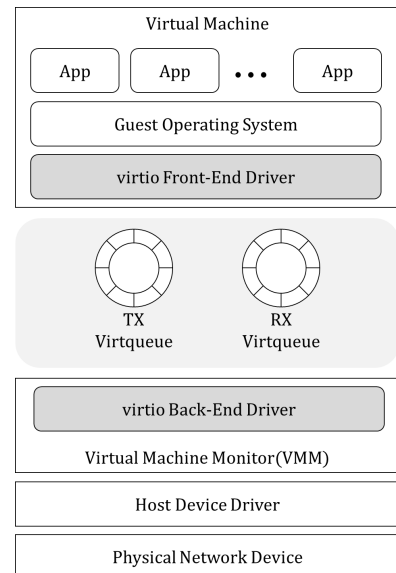 Virtual Machine
App App ••• App
Guest Operating System
virtio Front-End Driver
TX RX
Virtqueue Virtqueue
virtio Back-End Driver
Virtual Machine Monitor(VMM)
Host Device Driver
Physical Network Device